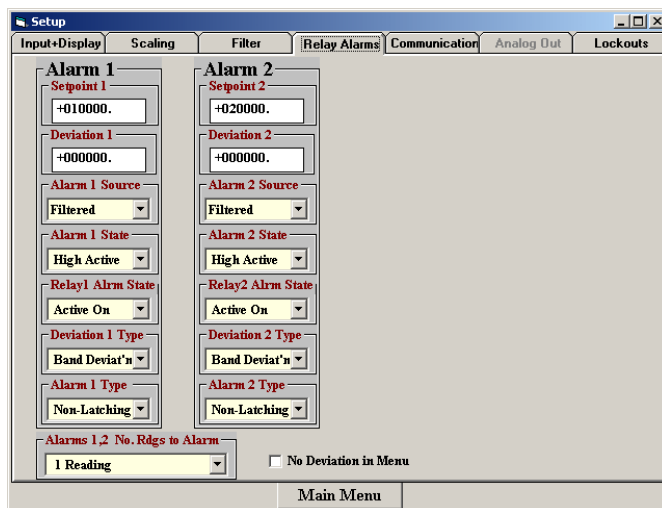 Setup
Input+Display Scaling Filter Relay Alarms Communication Analog Out Lockouts
Alarm 1 Alarm 2
Setpoint 1 Setpoint 2
+010000. +020000.
Deviation 1 Deviation 2
+000000. +000000.
Alarm 1 Source Alarm 2 Source
Filtered Filtered
Alarm 1 State Alarm 2 State
High Active High Active
Relay1 Alrm State Relay2 Alrm State
Active On Active On
Deviation 1 Type Deviation 2 Type
Band Deviat'n Band Deviat'n
Alarm 1 Type Alarm 2 Type
Non-Latching Non-Latching
Alarms 1,2 No. Rdgs to Alarm
1 Reading No Deviation in Menu
Main Menu